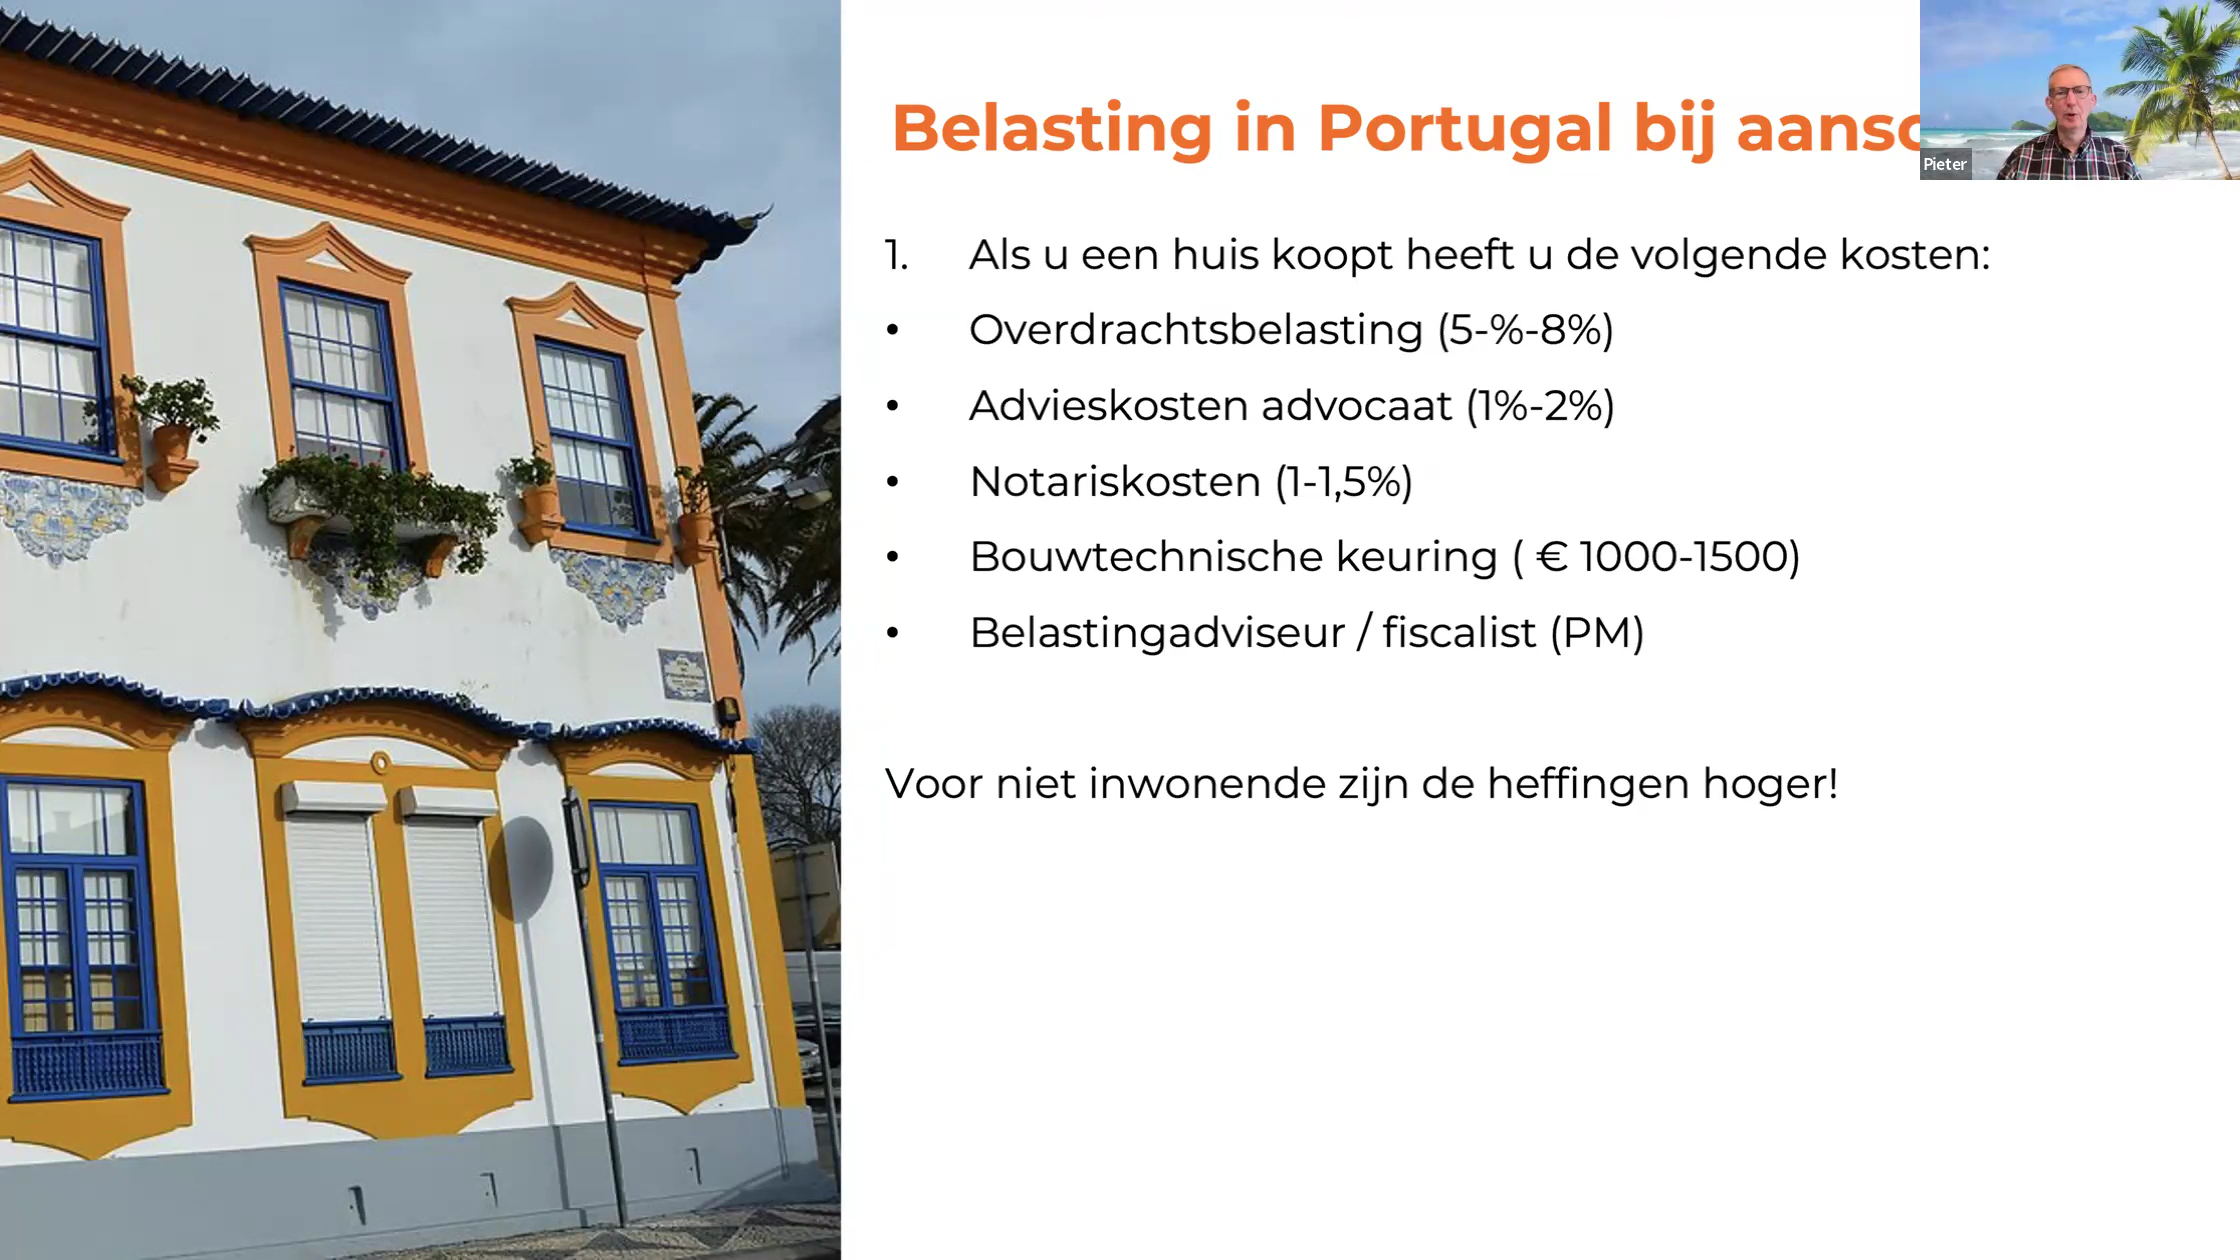 Belasting in Portugal bij
Pieter
1. Als u een huis koopt heeft u de volgende kosten:
• Overdrachtsbelasting (5-%-8%)
• Advieskosten advocaat (1%-2%)
• Notariskosten (1-1,5%)
• Bouwtechnische keuring ( € 1000-1500)
• Belastingadviseur / fiscalist (PM)
Voor niet inwonende zijn de heffingen hoger!